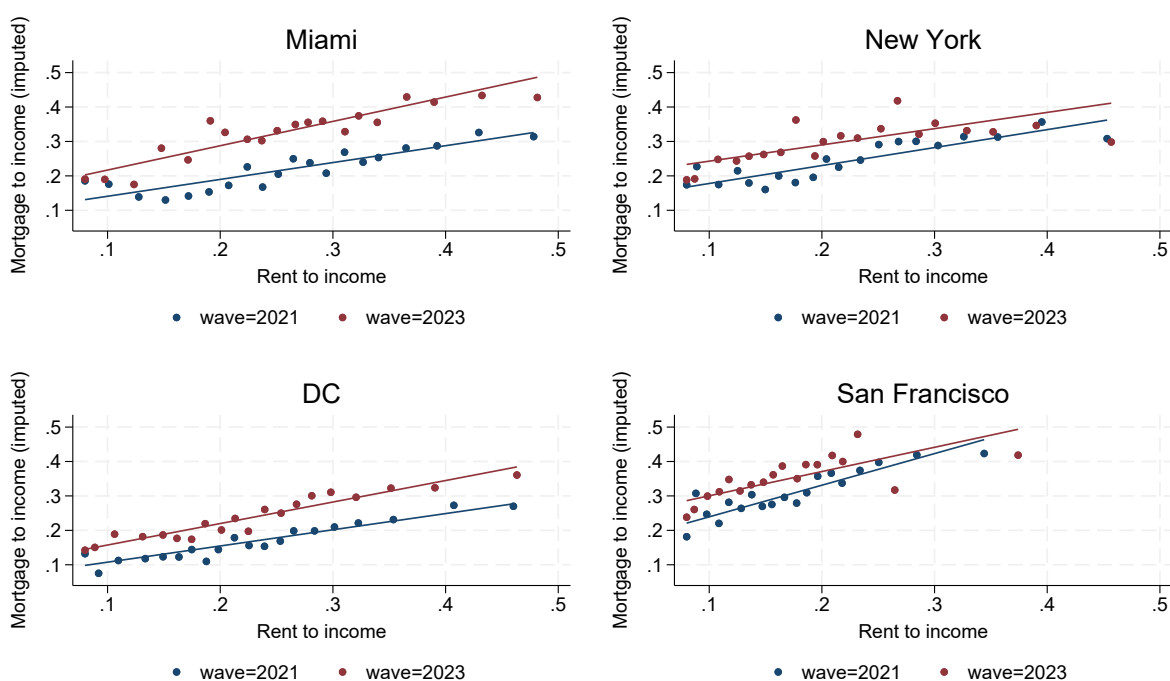 Miami
Mortgage to income (imputed)
.5
.4
.3
.2
.1
.1 .2 .3 .4 .5
Rent to income
wave=2021 wave=2023
New York
Mortgage to income (imputed)
.5
.4
.3
.2
.1
.1 .2 .3 .4 .5
Rent to income
wave=2021 wave=2023
DC
Mortgage to income (imputed)
.5
.4
.3
.2
.1
.1 .2 .3 .4 .5
Rent to income
wave=2021 wave=2023
San Francisco
Mortgage to income (imputed)
.5
.4
.3
.2
.1
.1 .2 .3 .4 .5
Rent to income
wave=2021 wave=2023